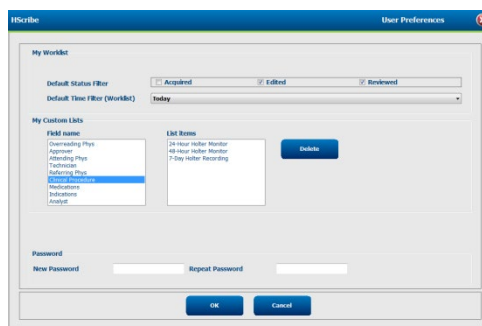 HScribe User Preferences
My Worklist
Default Status Filter Acquired Edited Reviewed
Default Time Filter (Worklist) Today
My Custom Lists
Field name List items
Overreading Phys 24-Hour Holter Monitor
Approver 48-Hour Holter Monitor
Attending Phys 7-Day Holter Recording
Technician
Referring Phys
Clinical Procedure
Medications
Indications
Analyst
Delete
Password
New Password Repeat Password
OK Cancel